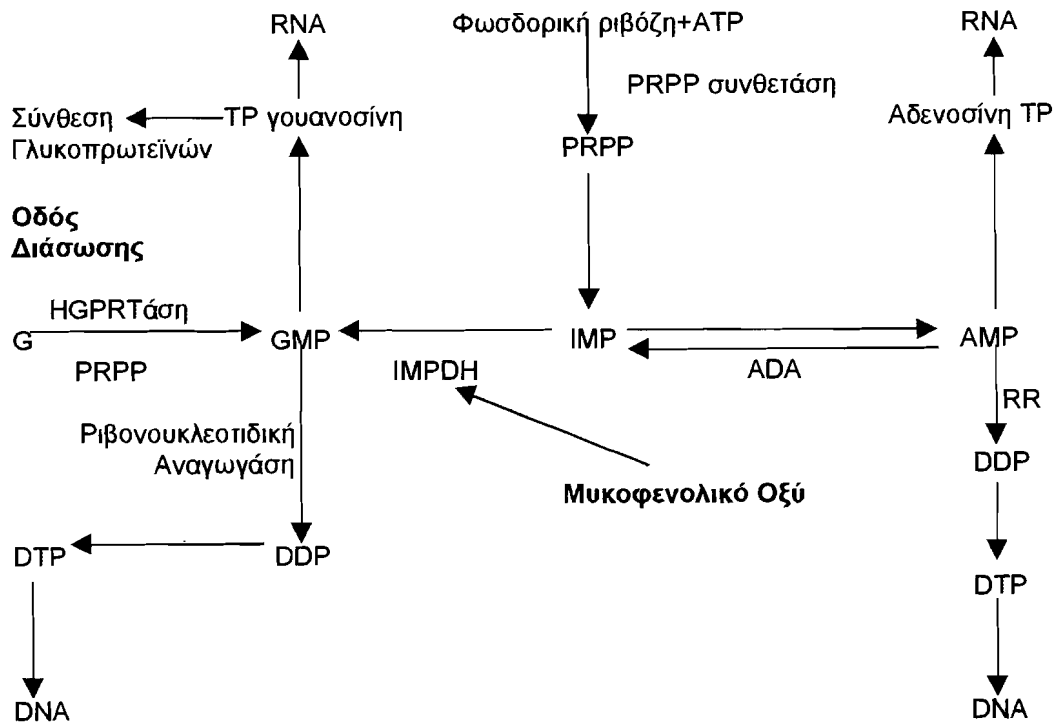 RNA
Φωσδορική ριβόζη+ATP
RNA
PRPP συνθετάση
Σύνθεση
Γλυκοπρωτεϊνών
TP γουανοσίνη
PRPP
Αδενοσίνη TP
Οδός
Διάσωσης
HGPRTάση
G
PRPP
GMP
IMPDH
IMP
ADA
AMP
RR
Ριβονουκλεοτιδική
Αναγωγάση
Μυκοφενολικό Οξύ
DDP
DTP
DDP
DTP
DNA
DNA